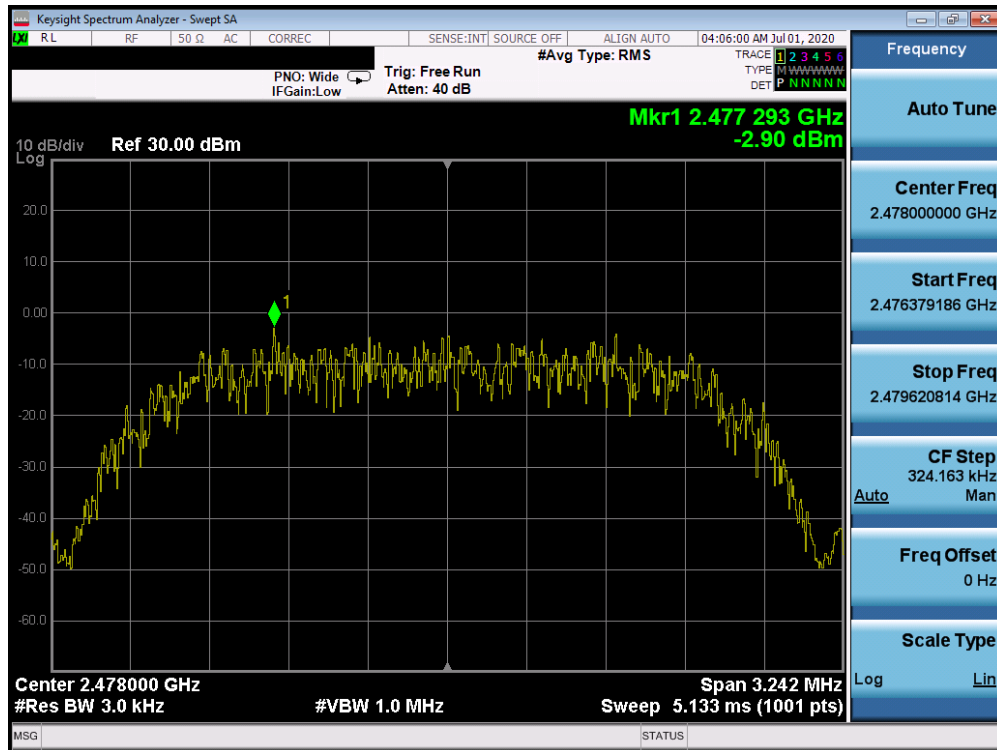 Keysight Spectrum Analyzer - Swept SA
LXI RL RF 50 Ω AC CORREC SENSE:INT SOURCE OFF ALIGN AUTO 04:06:00 AM Jul 01, 2020
Frequency
#Avg Type: RMS
TRACE 1 2 3 4 5 6
TYPE M WWWWW
DET P N N N N N
PNO: Wide
IFGain:Low
Trig: Free Run
Atten: 40 dB
Auto Tune
Mkr1 2.477 293 GHz
-2.90 dBm
10 dB/div Ref 30.00 dBm
Log
20.0
10.0
0.00
-10.0
-20.0
-30.0
-40.0
-50.0
-60.0
1
Center Freq
2.478000000 GHz
Start Freq
2.476379186 GHz
Stop Freq
2.479620814 GHz
CF Step
324.163 kHz
Auto Man
Freq Offset
0 Hz
Scale Type
Log Lin
Center 2.478000 GHz Span 3.242 MHz
#Res BW 3.0 kHz #VBW 1.0 MHz Sweep 5.133 ms (1001 pts)
MSG STATUS